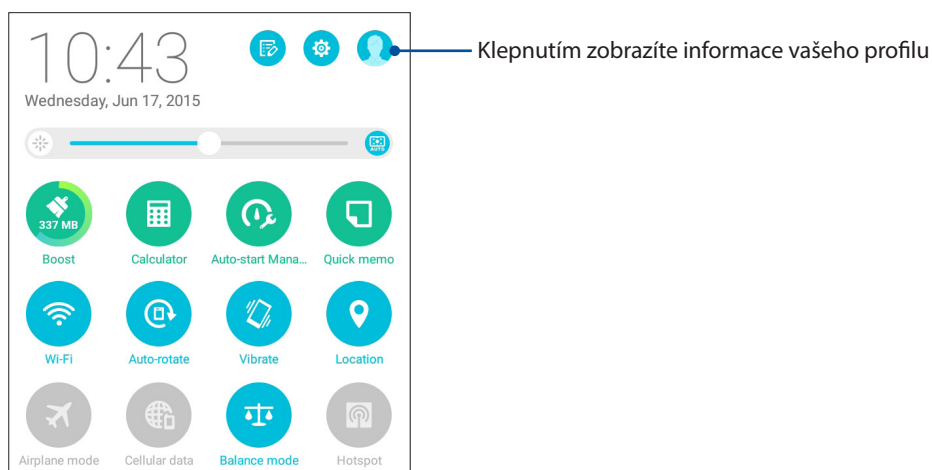 10:43
Klepnutím zobrazíte informace vašeho profilu
Wednesday, Jun 17, 2015
AUTO
337 MB
Boost Calculator Auto-start Mana... Quick memo
Wi-Fi Auto-rotate Vibrate Location
Airplane mode Cellular data Balance mode Hotspot